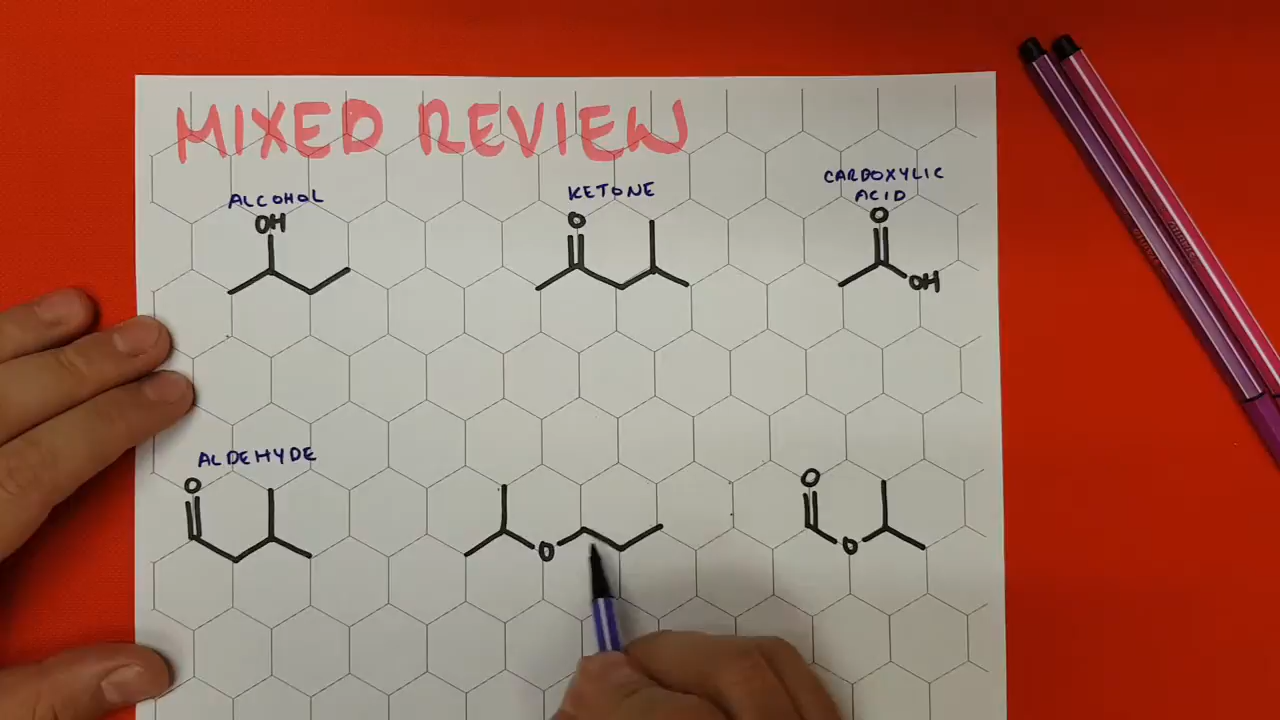 MIXED REVIEW
ALCOHOL
OH
KETONE
O
CARBOXYLIC
ACID
O
OH
ALDEHYDE
O
O
O
O